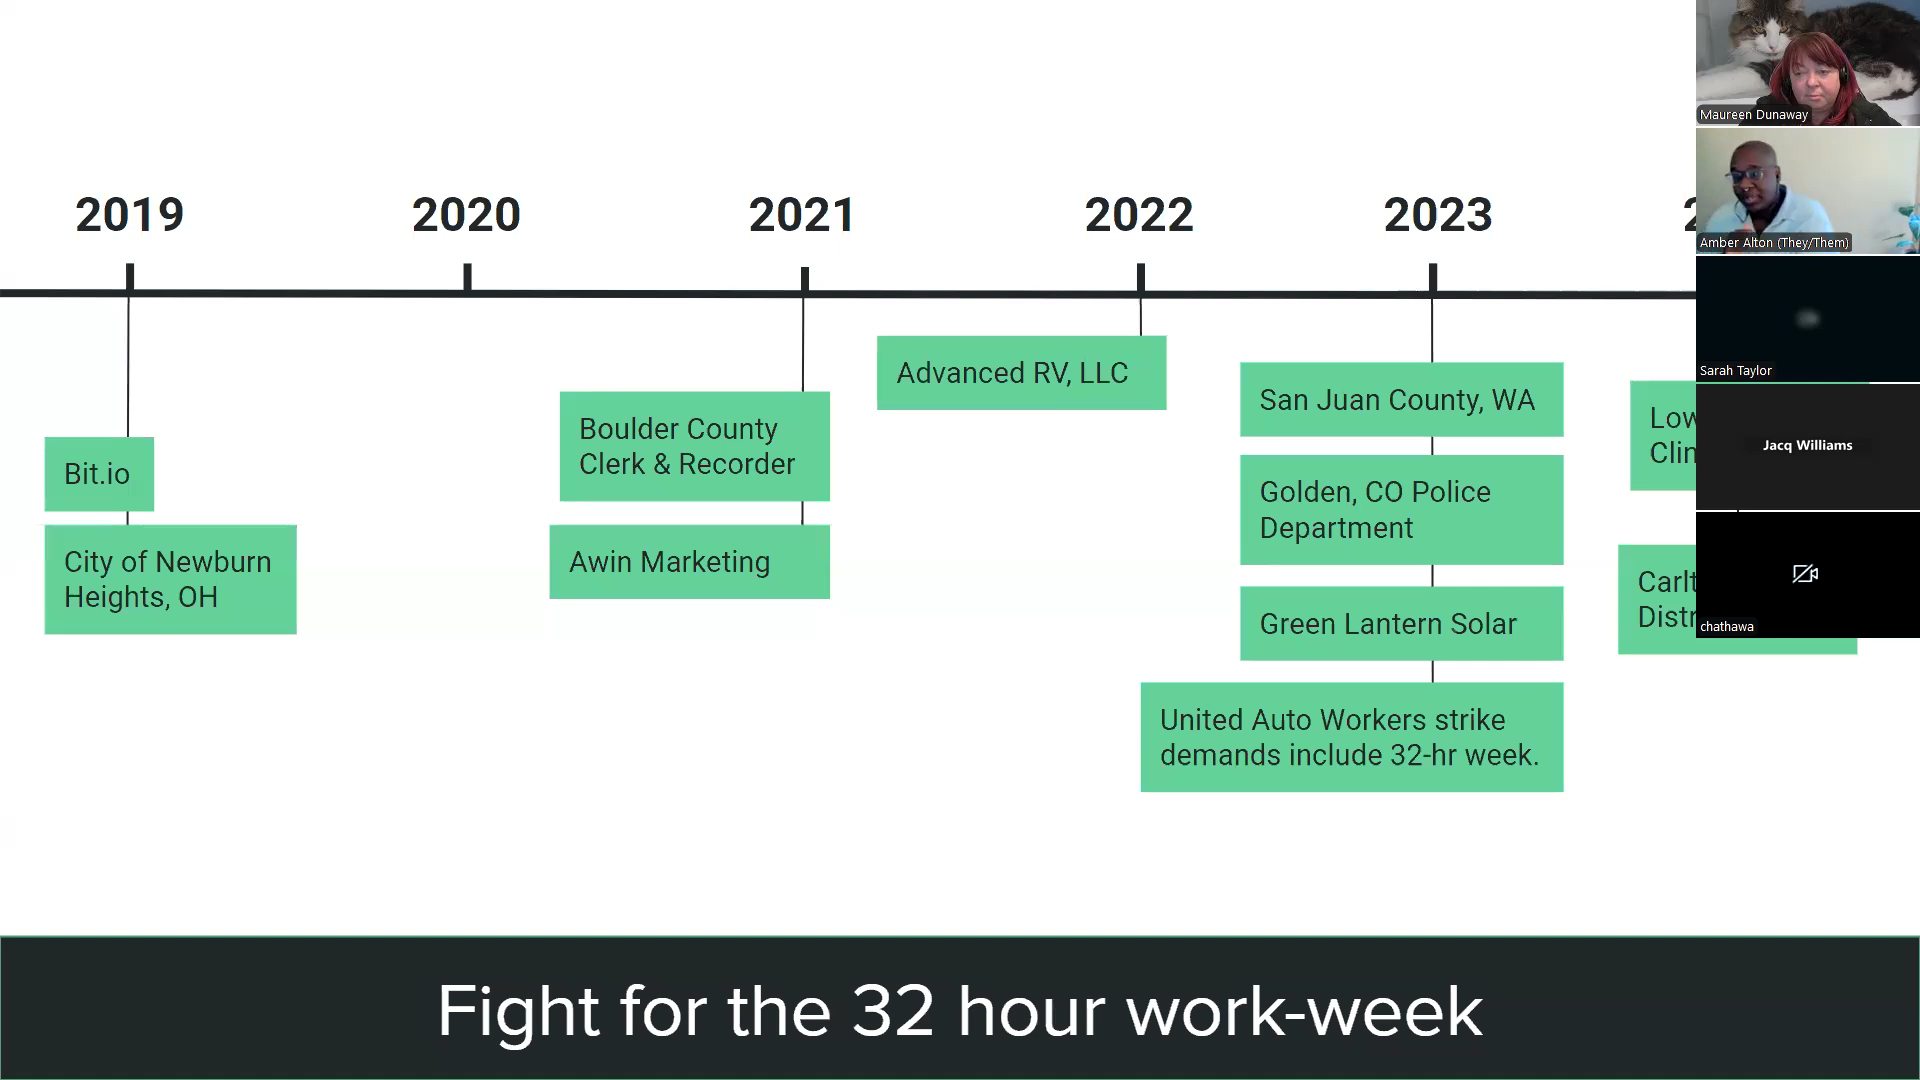 2019
2020
2021
2022
2023
Bit.io
City of Newburn
Heights, OH
Boulder County
Clerk & Recorder
Awin Marketing
Advanced RV, LLC
San Juan County, WA
Golden, CO Police
Department
Green Lantern Solar
United Auto Workers strike
demands include 32-hr week.
Fight for the 32 hour work-week
Maureen Dunaway
Amber Alton (They/Them)
Sarah Taylor
Jacq Williams
chathawa